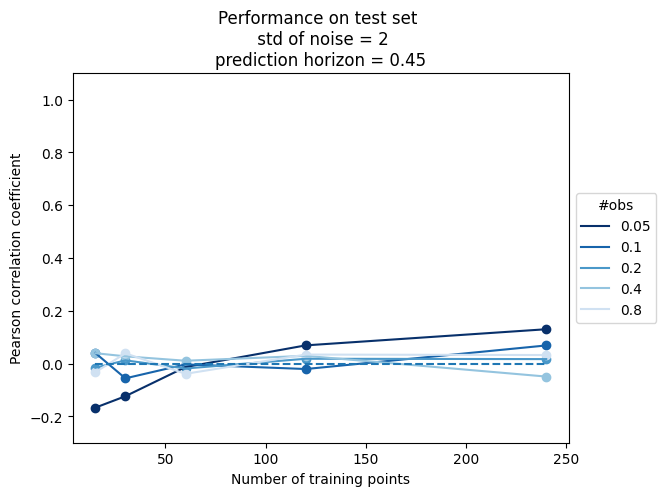 Performance on test set
std of noise = 2
prediction horizon = 0.45
Pearson correlation coefficient
1.0
0.8
0.6
0.4
0.2
0.0
−0.2
50
100
150
200
250
Number of training points
#obs
0.05
0.1
0.2
0.4
0.8